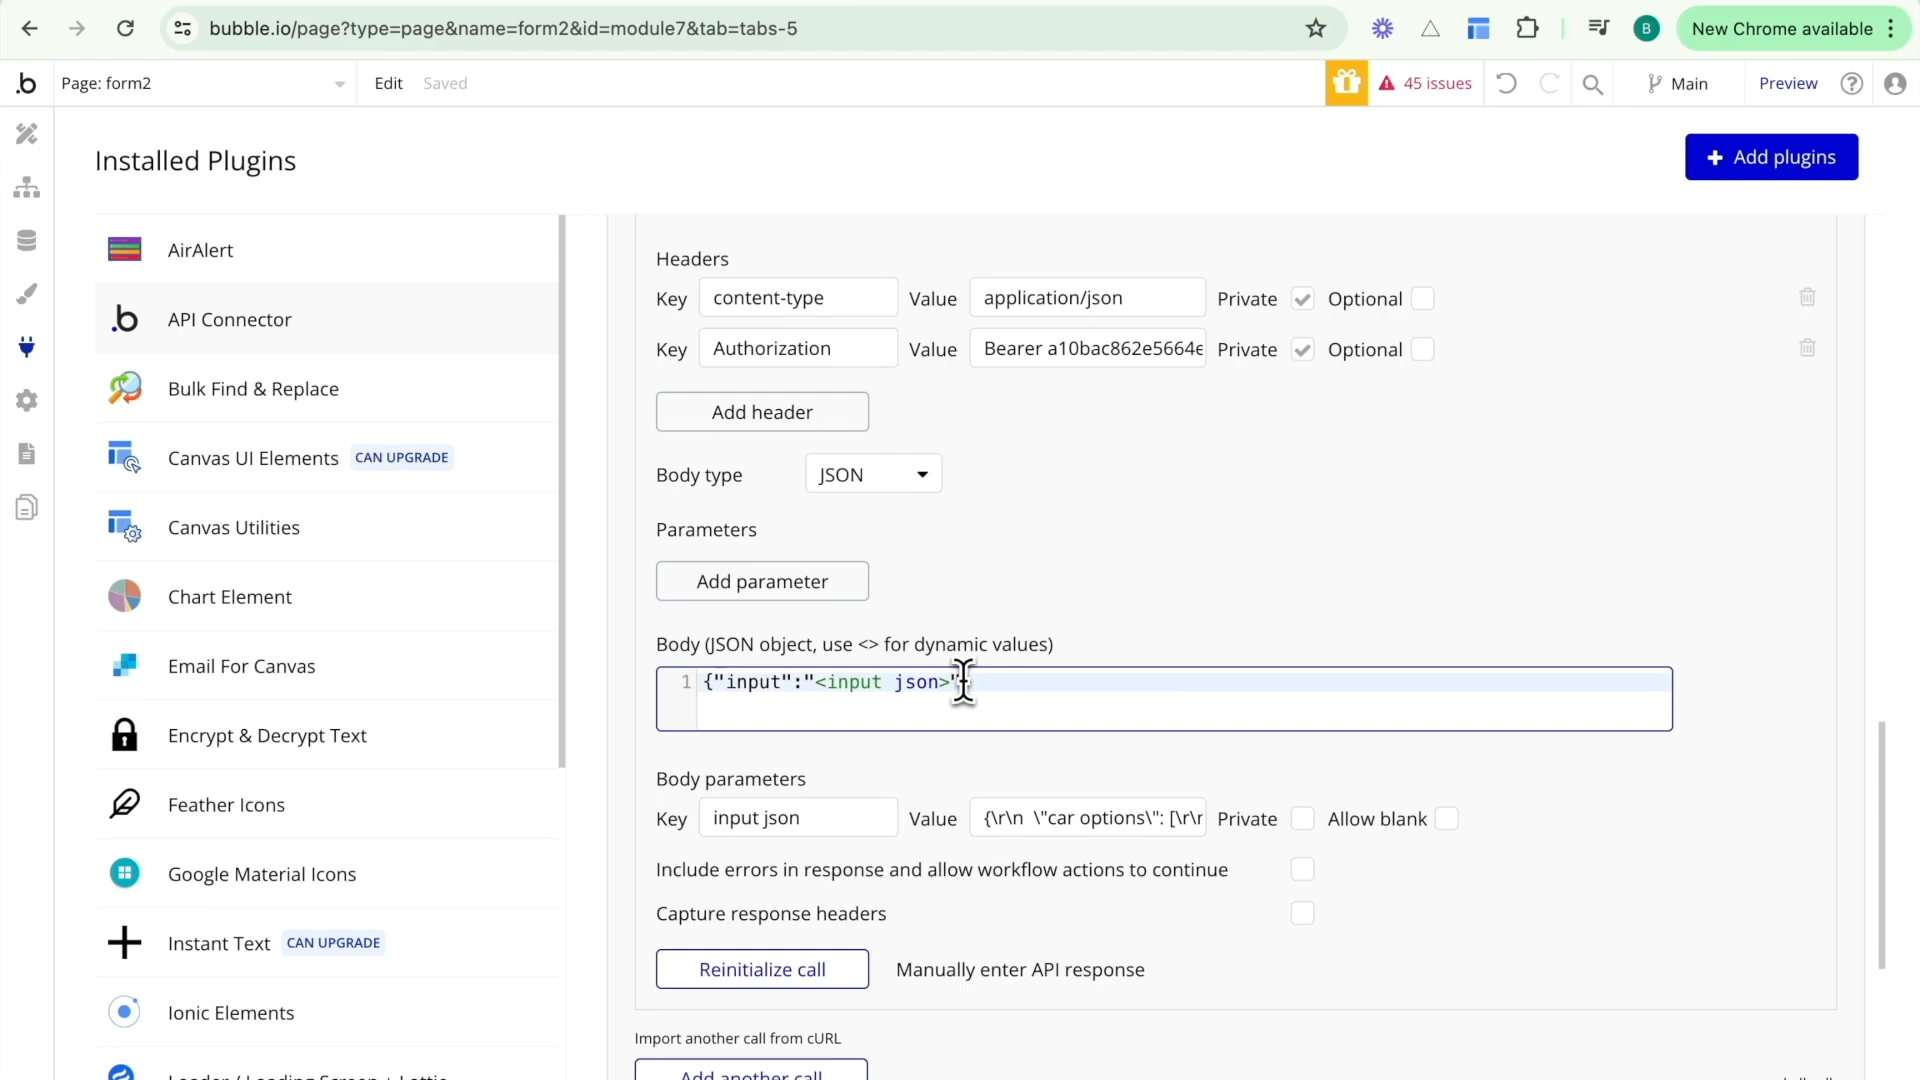 bubble.io/page?type=page&name=form2&id=module7&tab=tabs-5
New Chrome available
B
Page: form2
Edit
Saved
45 issues
Main
Preview
Installed Plugins
Add plugins
AirAlert
API Connector
Bulk Find & Replace
Canvas UI Elements CAN UPGRADE
Canvas Utilities
Chart Element
Email For Canvas
Encrypt & Decrypt Text
Feather Icons
Google Material Icons
Instant Text CAN UPGRADE
Ionic Elements
Headers
Key content-type Value application/json Private Optional
Key Authorization Value Bearer a10bac862e5664e Private Optional
Add header
Body type JSON
Parameters
Add parameter
Body (JSON object, use <> for dynamic values)
1 {"input":"<input json>"
Body parameters
Key input json Value {\r\n \"car options\": [\r\r Private Allow blank
Include errors in response and allow workflow actions to continue
Capture response headers
Reinitialize call Manually enter API response
Import another call from cURL
Add another call